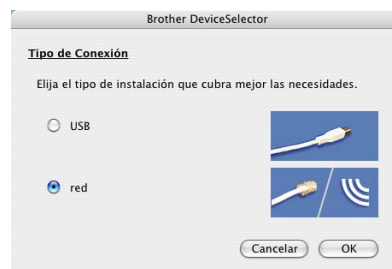 Brother DeviceSelector
Tipo de Conexión
Elija el tipo de instalación que cubra mejor las necesidades.
USB
red
Cancelar
OK